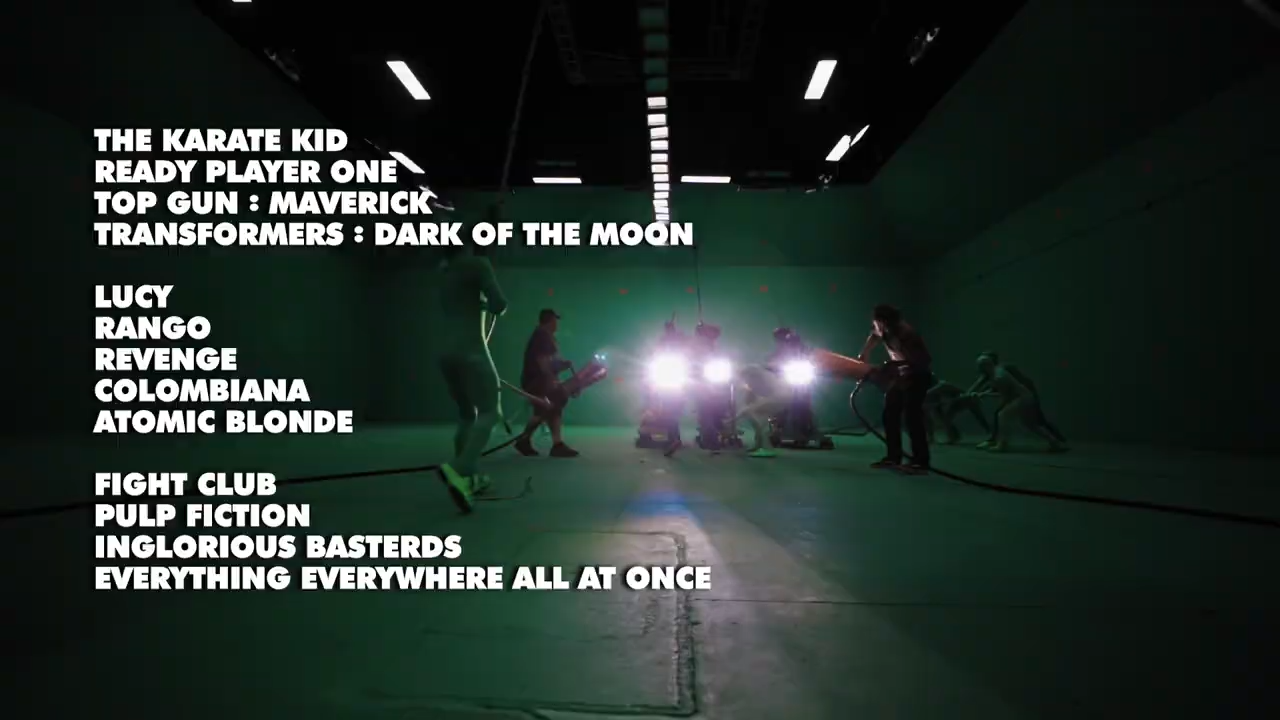 THE KARATE KID
READY PLAYER ONE
TOP GUN : MAVERICK
TRANSFORMERS : DARK OF THE MOON
LUCY
RANGO
REVENGE
COLOMBIANA
ATOMIC BLONDE
FIGHT CLUB
PULP FICTION
INGLORIOUS BASTERDS
EVERYTHING EVERYWHERE ALL AT ONCE